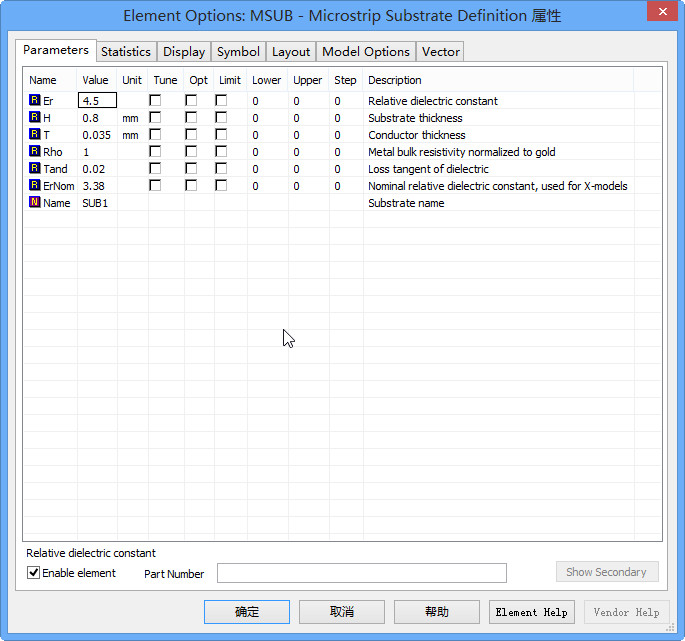 Element Options: MSUB - Microstrip Substrate Definition 属性
Parameters Statistics Display Symbol Layout Model Options Vector
Name Value Unit Tune Opt Limit Lower Upper Step Description
R Er 4.5 0 0 0 Relative dielectric constant
R H 0.8 mm 0 0 0 Substrate thickness
R T 0.035 mm 0 0 0 Conductor thickness
R Rho 1 0 0 0 Metal bulk resistivity normalized to gold
R Tand 0.02 0 0 0 Loss tangent of dielectric
R ErNom 3.38 0 0 0 Nominal relative dielectric constant, used for X-models
N Name SUB1 Substrate name
Relative dielectric constant
Enable element Part Number Show Secondary
确定 取消 帮助 Element Help Vendor Help